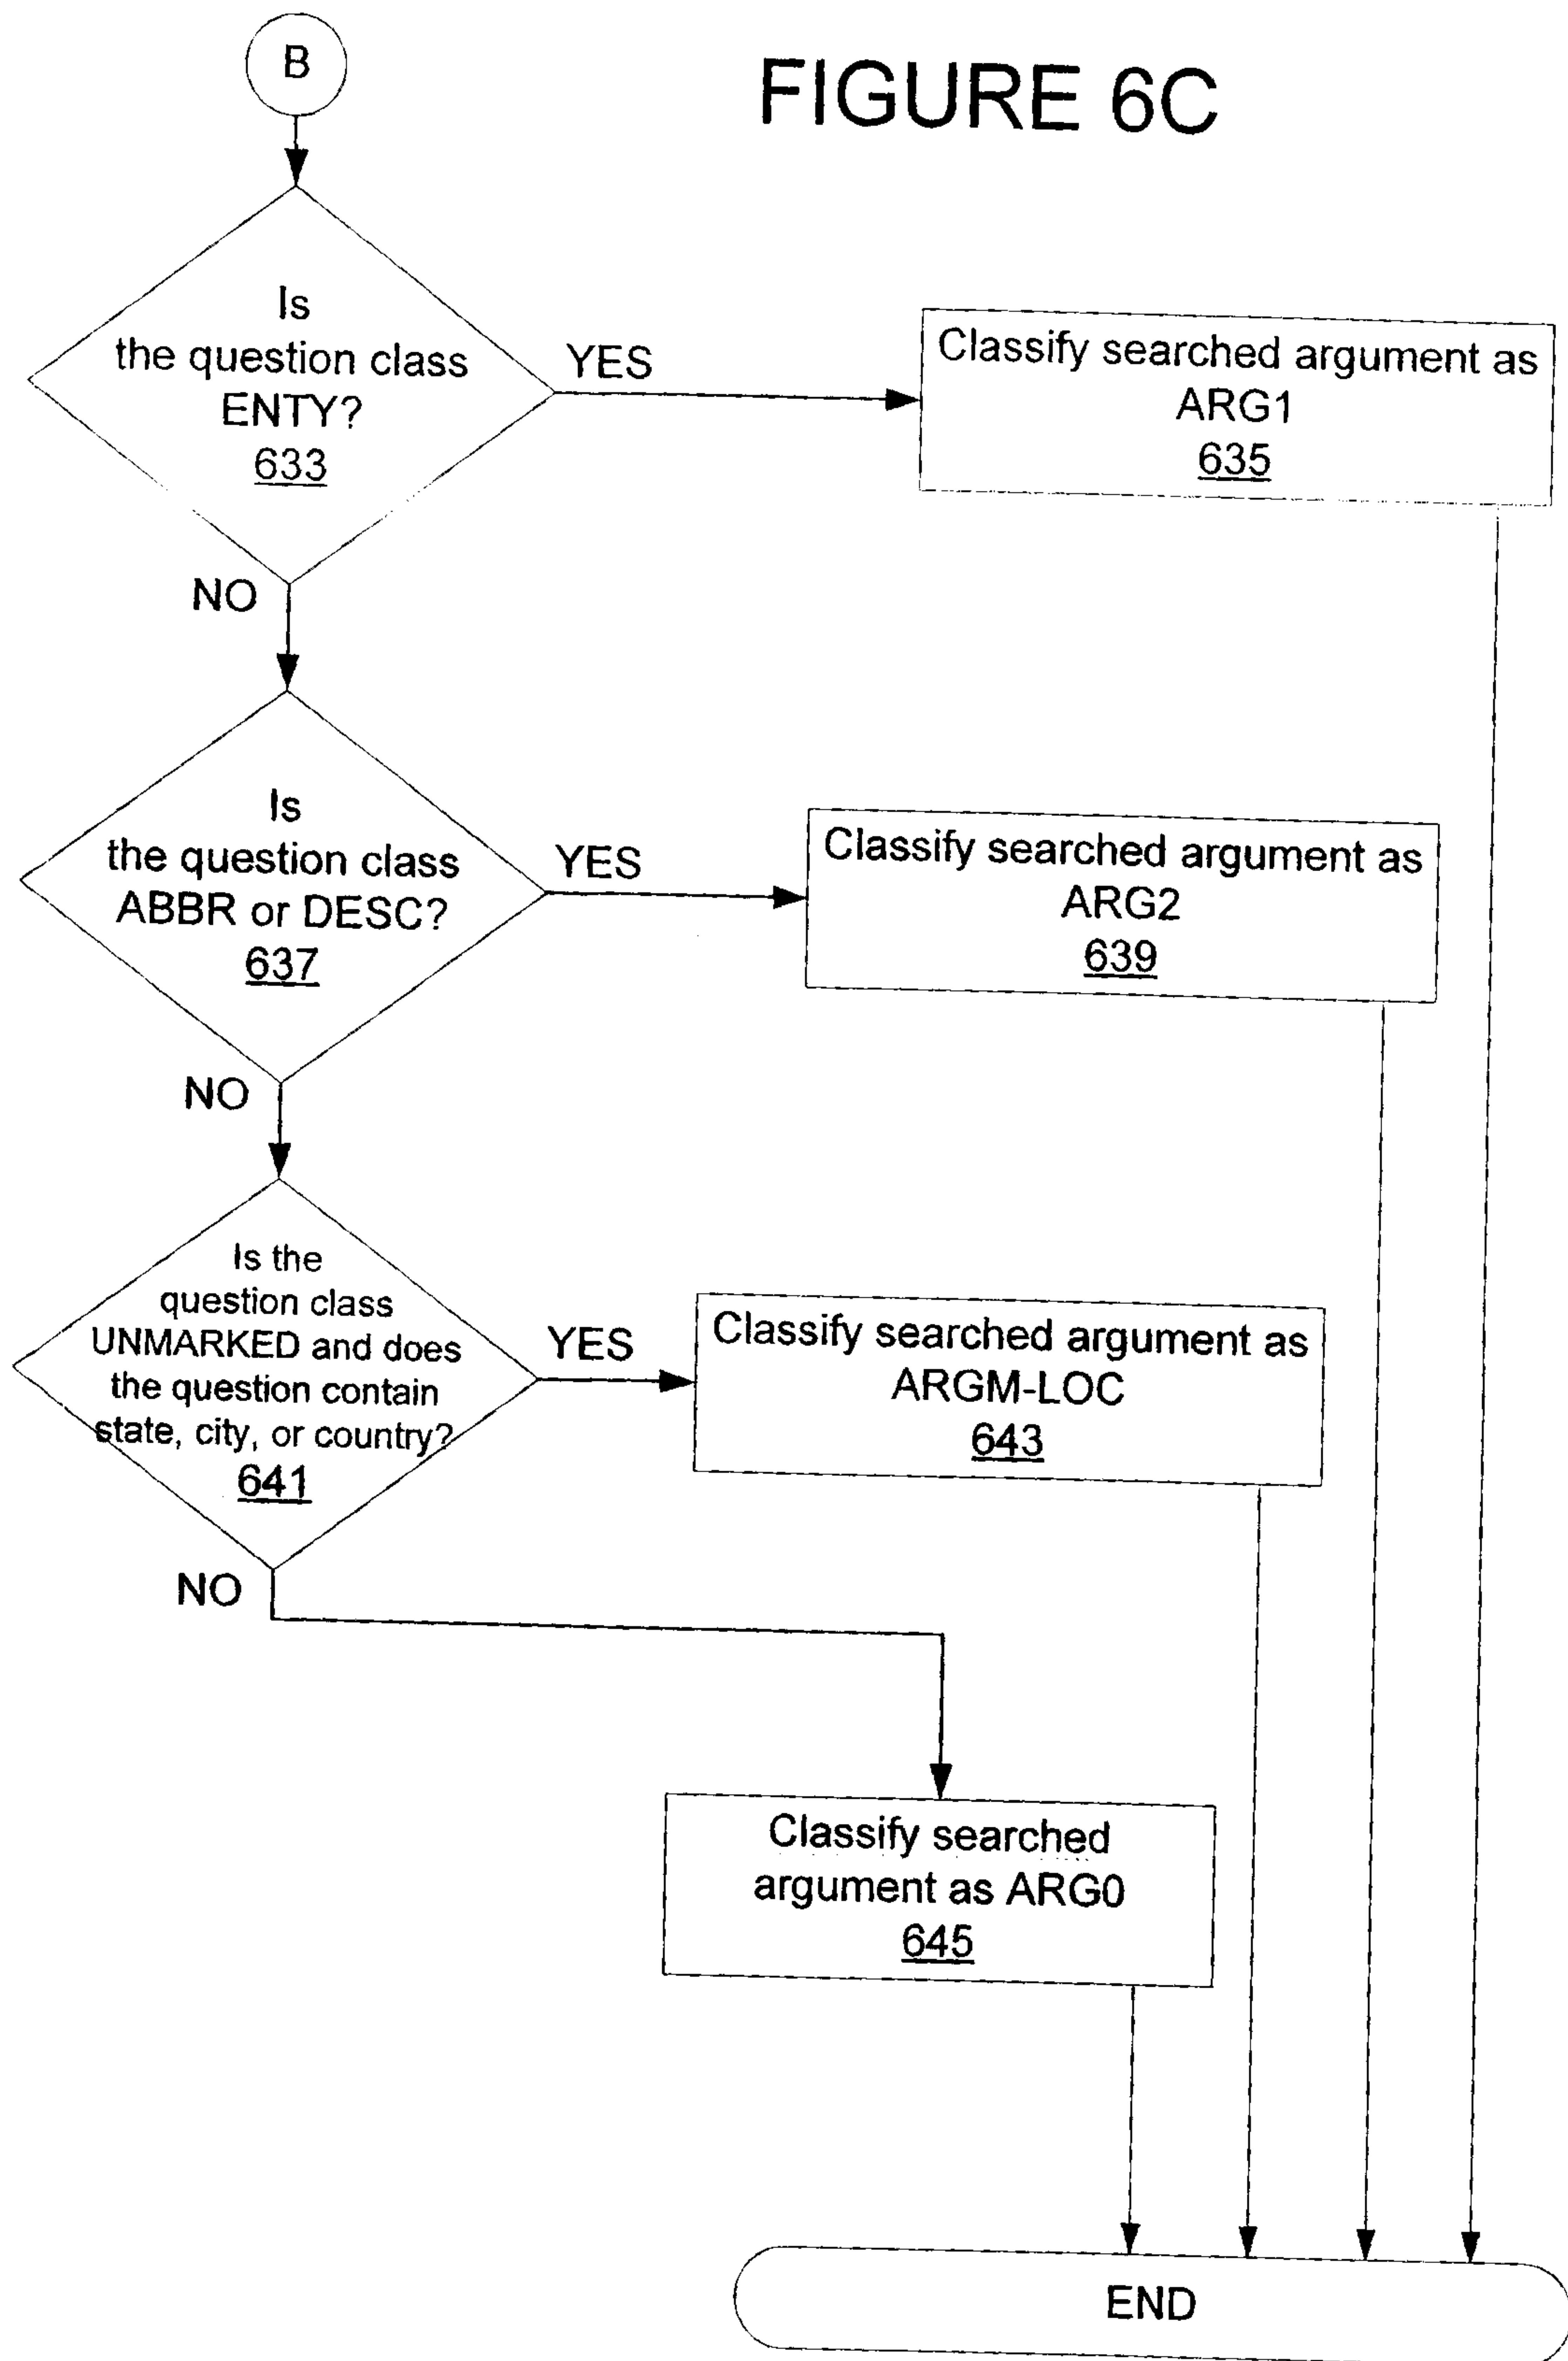 B
FIGURE 6C
Is
the question class
ENTY?
633
YES
Classify searched argument as
ARG1
635
NO
Is
the question class
ABBR or DESC?
637
YES
Classify searched argument as
ARG2
639
NO
Is the
question class
UNMARKED and does
the question contain
state, city, or country?
641
YES
Classify searched argument as
ARGM-LOC
643
NO
Classify searched
argument as ARG0
645
END